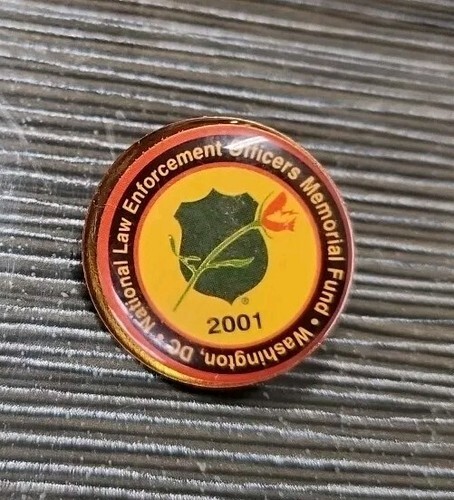 National Law Enforcement Officers Memorial Fund • Washington, DC •
®
2001